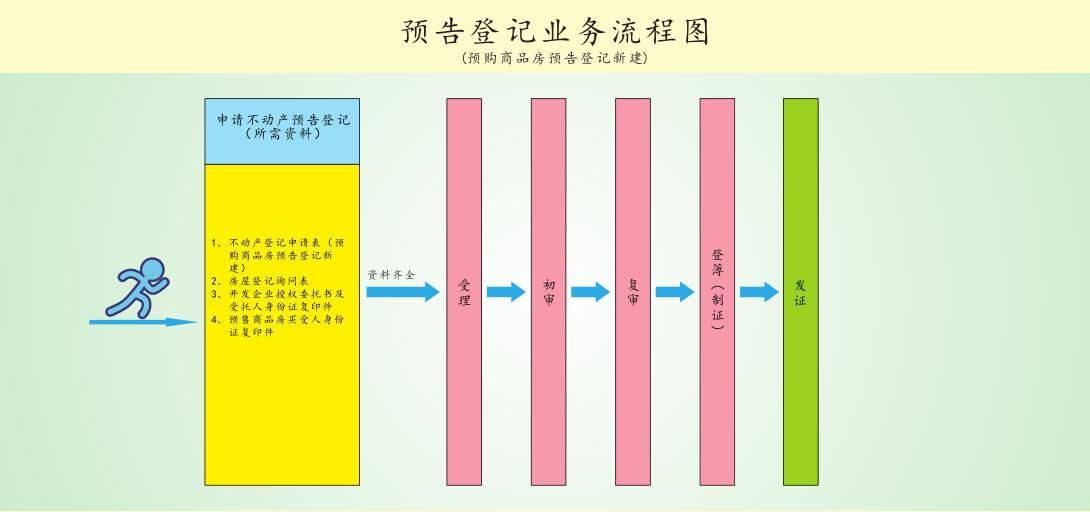 预告登记业务流程图
(预购商品房预告登记新建)
申请不动产预告登记
（所需资料）
1、不动产登记申请表（预
购商品房预告登记新
建）
2、房屋登记询问表
3、开发企业授权委托书及
受托人身份证复印件
4、预售商品房买受人身份
证复印件
资料齐全
受理
初审
复审
登薄（制证）
发证